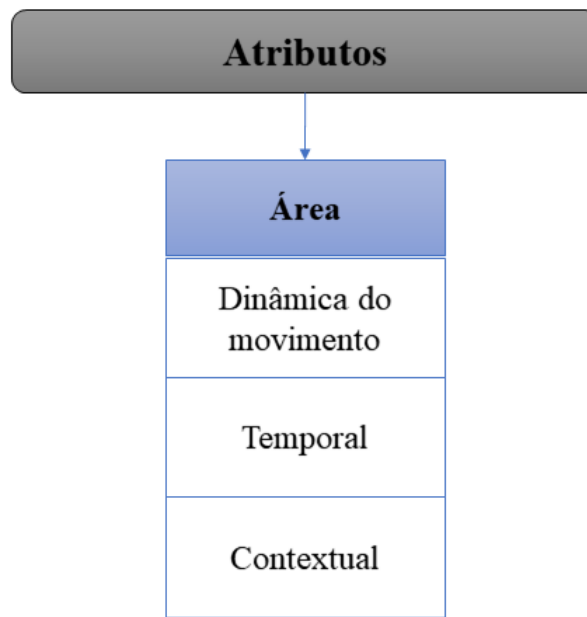 Atributos
Área
Dinâmica do
movimento
Temporal
Contextual